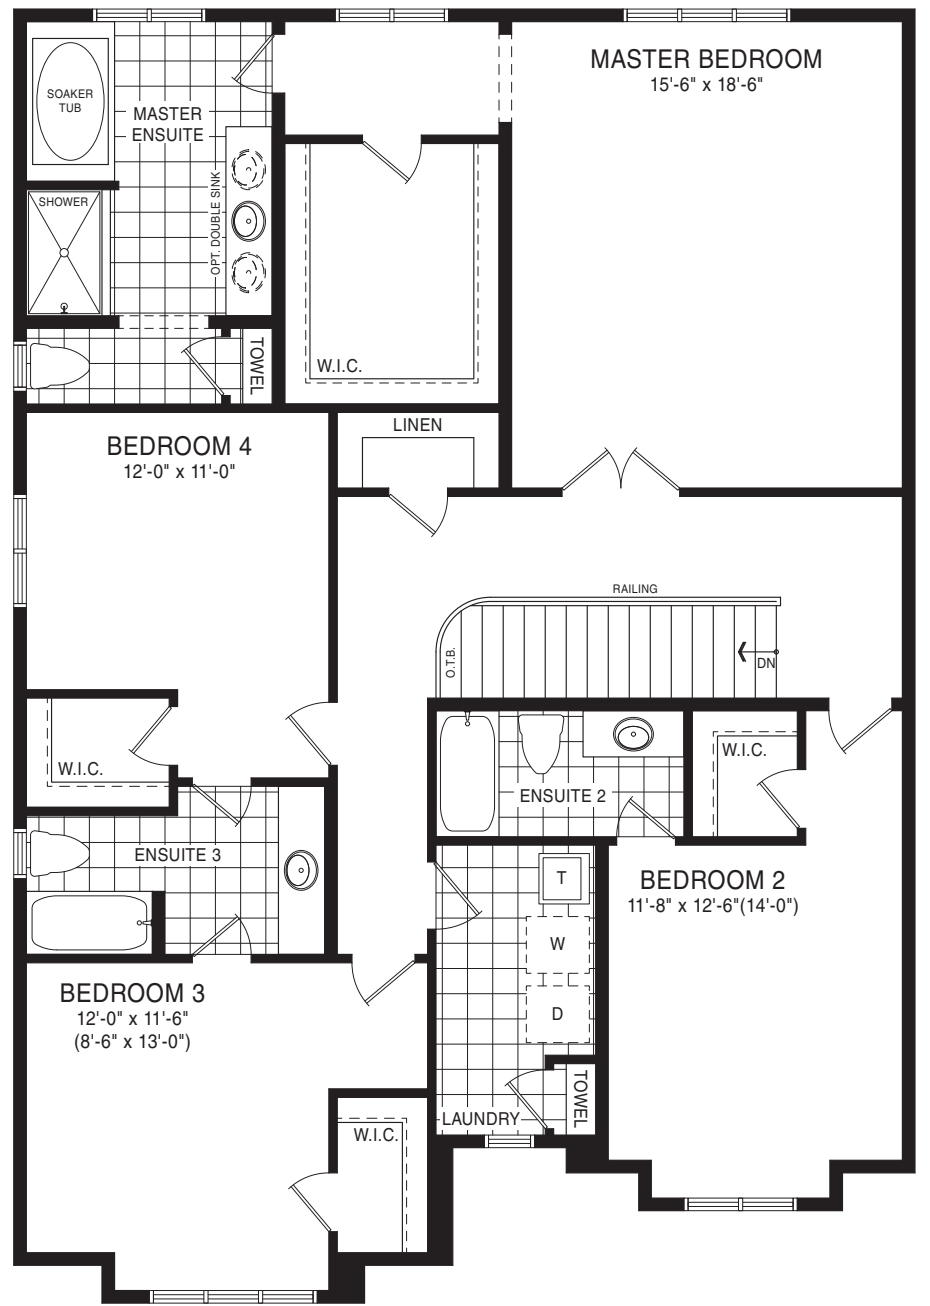 MASTER BEDROOM
15'-6" x 18'-6"
SOAKER
TUB
MASTER
ENSUITE
OPT. DOUBLE SINK
SHOWER
TOWEL
W.I.C.
LINEN
BEDROOM 4
12'-0" x 11'-0"
RAILING
O.T.B.
DN
W.I.C.
W.I.C.
ENSUITE 2
ENSUITE 3
T
BEDROOM 2
11'-8" x 12'-6"(14'-0")
W
D
BEDROOM 3
12'-0" x 11'-6"
(8'-6" x 13'-0")
TOWEL
LAUNDRY
W.I.C.